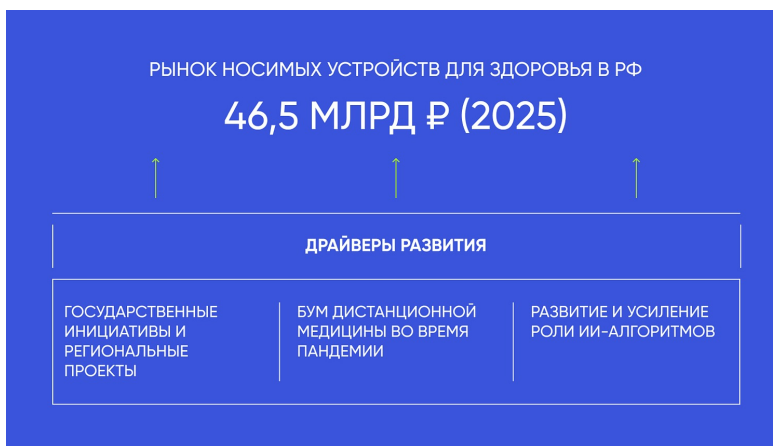 РЫНОК НОСИМЫХ УСТРОЙСТВ ДЛЯ ЗДОРОВЬЯ В РФ
46,5 МЛРД ₽ (2025)
ДРАЙВЕРЫ РАЗВИТИЯ
ГОСУДАРСТВЕННЫЕ
ИНИЦИАТИВЫ И
РЕГИОНАЛЬНЫЕ
ПРОЕКТЫ
БУМ ДИСТАНЦИОННОЙ
МЕДИЦИНЫ ВО ВРЕМЯ
ПАНДЕМИИ
РАЗВИТИЕ И УСИЛЕНИЕ
РОЛИ ИИ-АЛГОРИТМОВ